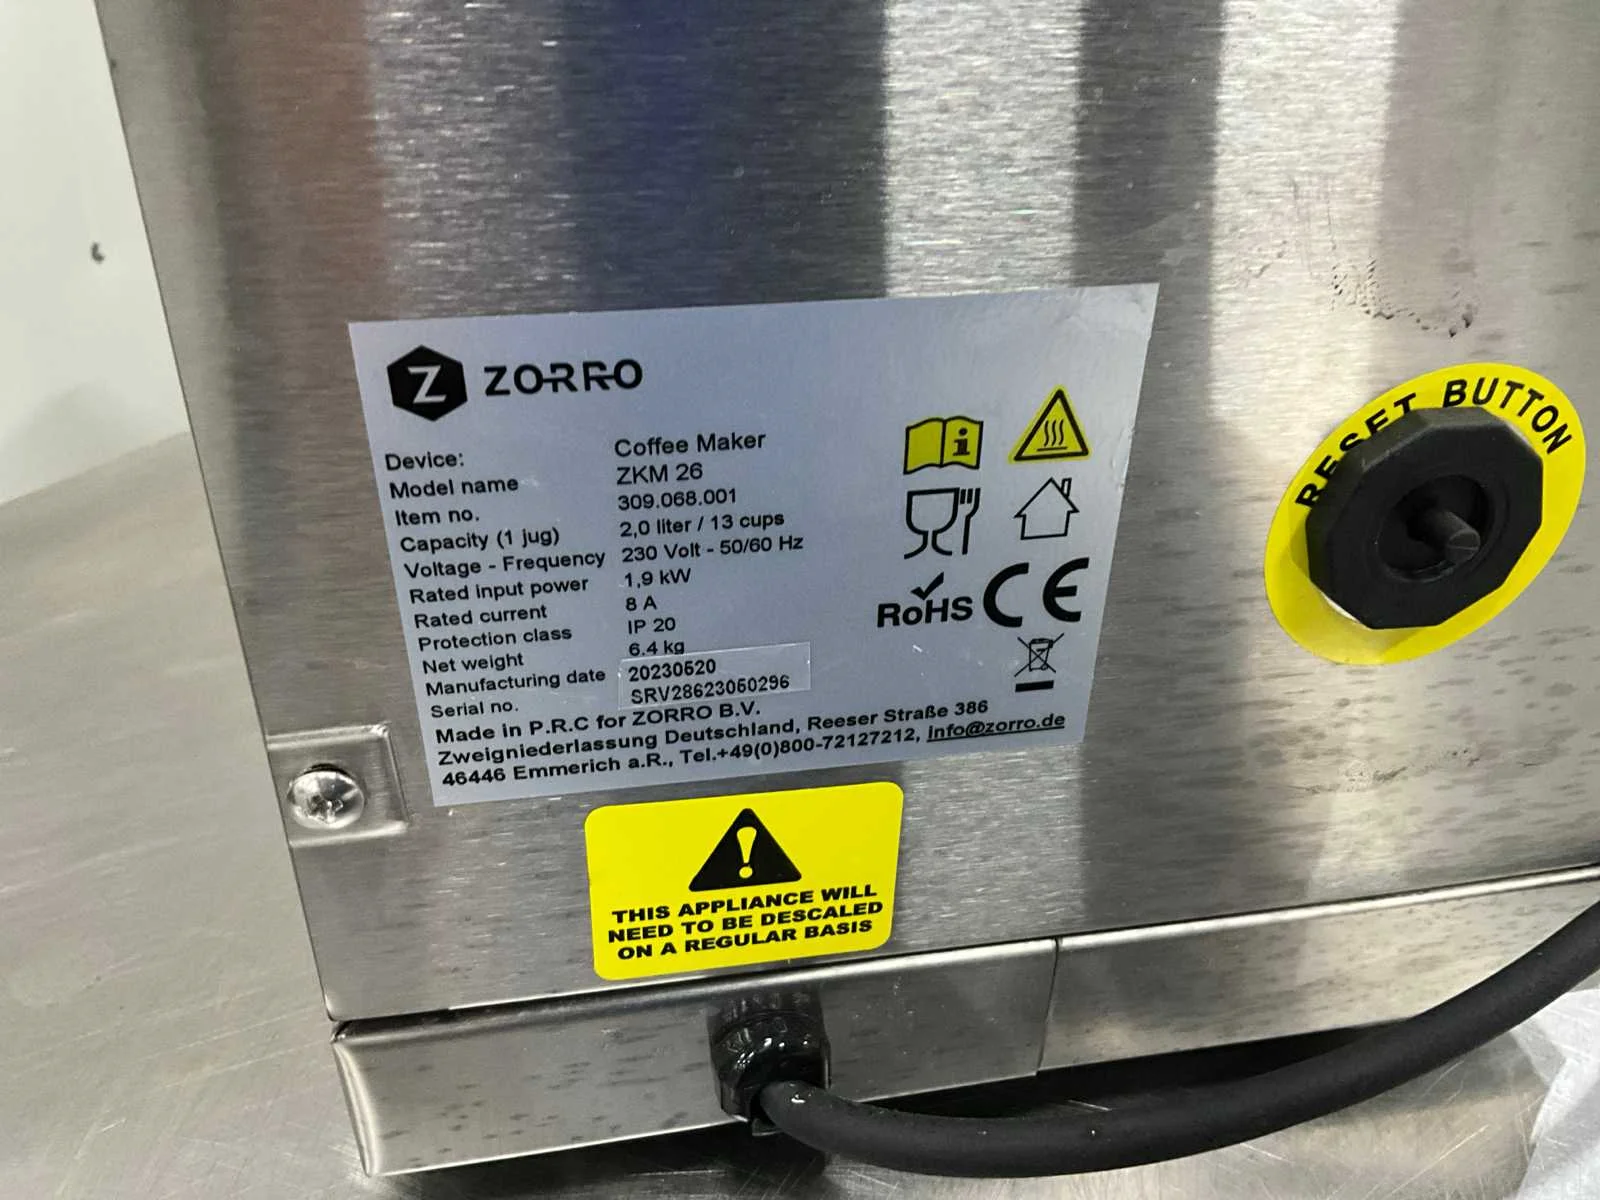 Z ZORRO
Device: Coffee Maker
Model name ZKM 26
Item no. 309.068.001
Capacity (1 jug) 2,0 liter / 13 cups
Voltage - Frequency 230 Volt - 50/60 Hz
Rated input power 1,9 kW
Rated current 8 A
Protection class IP 20
Net weight 6.4 kg
Manufacturing date 20230520
Serial no. SRV28623050296
Made in P.R.C for ZORRO B.V.
Zweigniederlassung Deutschland, Reeser Straße 386
46446 Emmerich a.R., Tel.+49(0)800-72127212, info@zorro.de
RoHS CE
RESET BUTTON
THIS APPLIANCE WILL
NEED TO BE DESCALED
ON A REGULAR BASIS